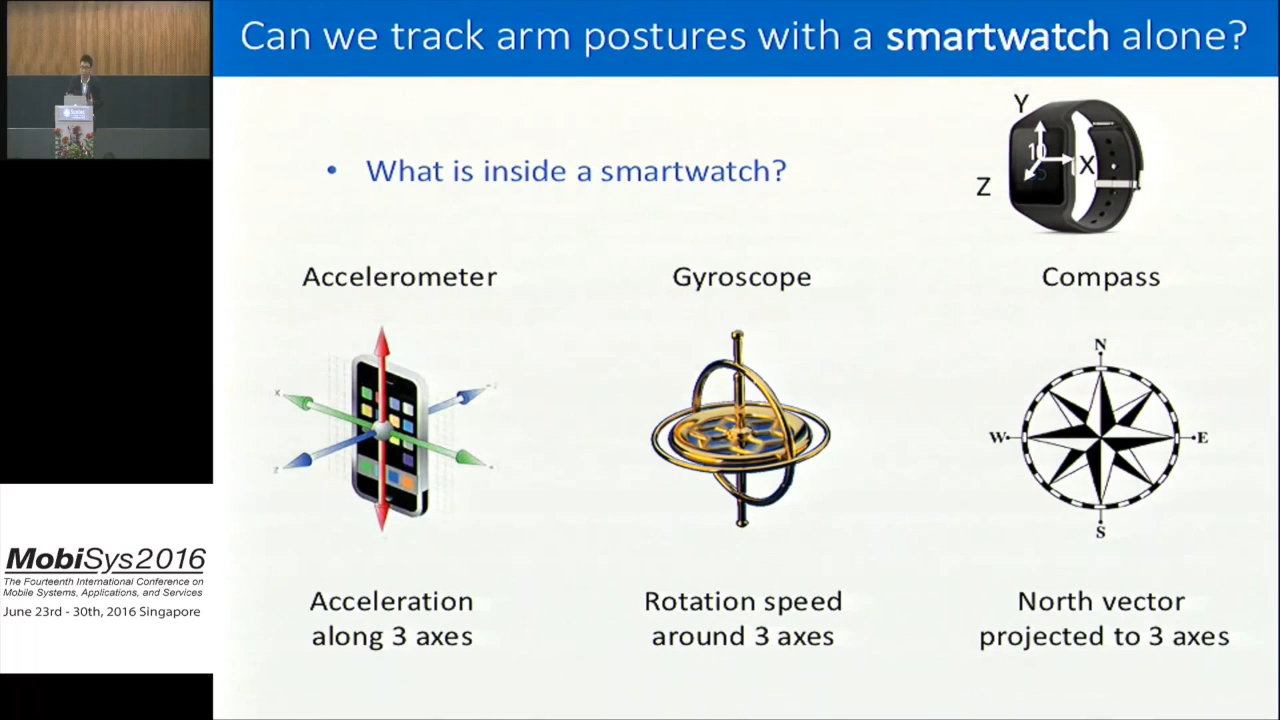 Can we track arm postures with a smartwatch alone?
Y
10
X
Z
• What is inside a smartwatch?
Accelerometer
Gyroscope
Compass
N
W
E
S
Acceleration
along 3 axes
Rotation speed
around 3 axes
North vector
projected to 3 axes
MobiSys2016
The Fourteenth International Conference on
Mobile Systems, Applications, and Services
June 23rd - 30th, 2016 Singapore